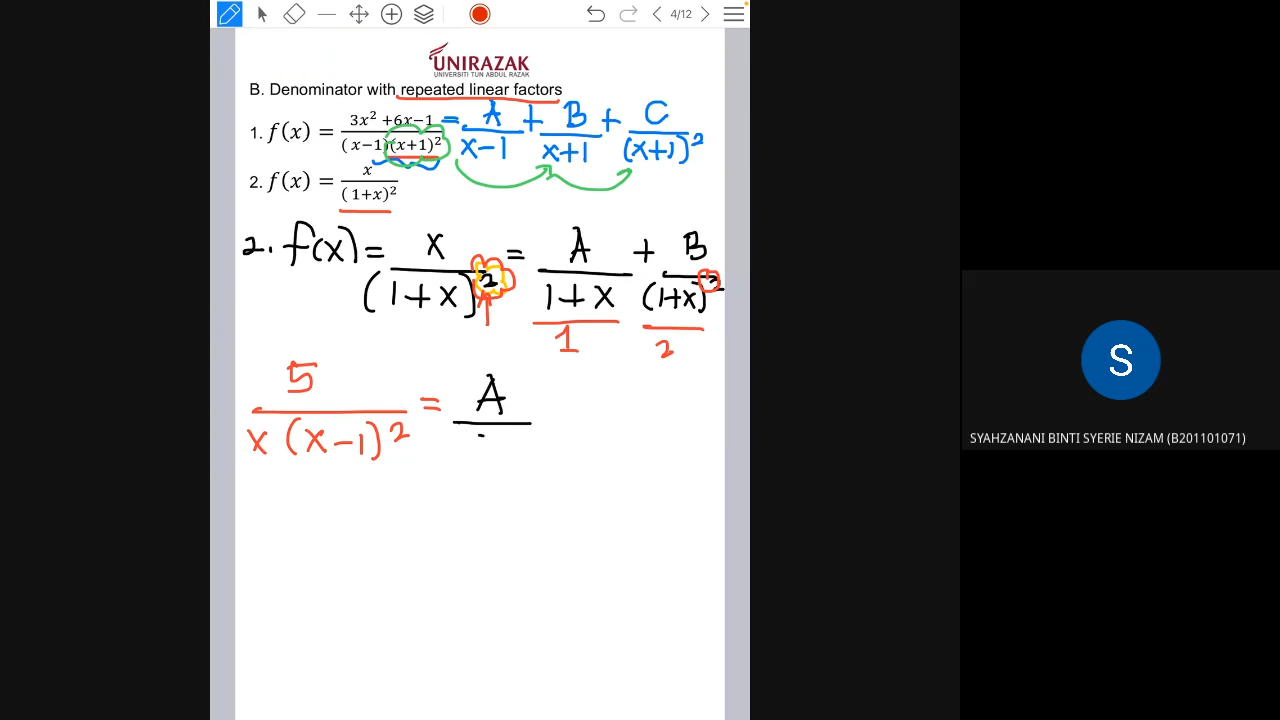 4/12
UNIRAZAK
UNIVERSITI TUN ABDUL RAZAK
B. Denominator with repeated linear factors
1. f(x) = (3x² +6x−1)/((x−1)(x+1)²) = A/(x−1) + B/(x+1) + C/(x+1)²
2. f(x) = x/(1+x)²
2. f(x) = x/(1+x)² = A/(1+x) + B/(1+x)²
1 2
5/(x(x−1)²) = A/
S
SYAHZANANI BINTI SYERIE NIZAM (B201101071)